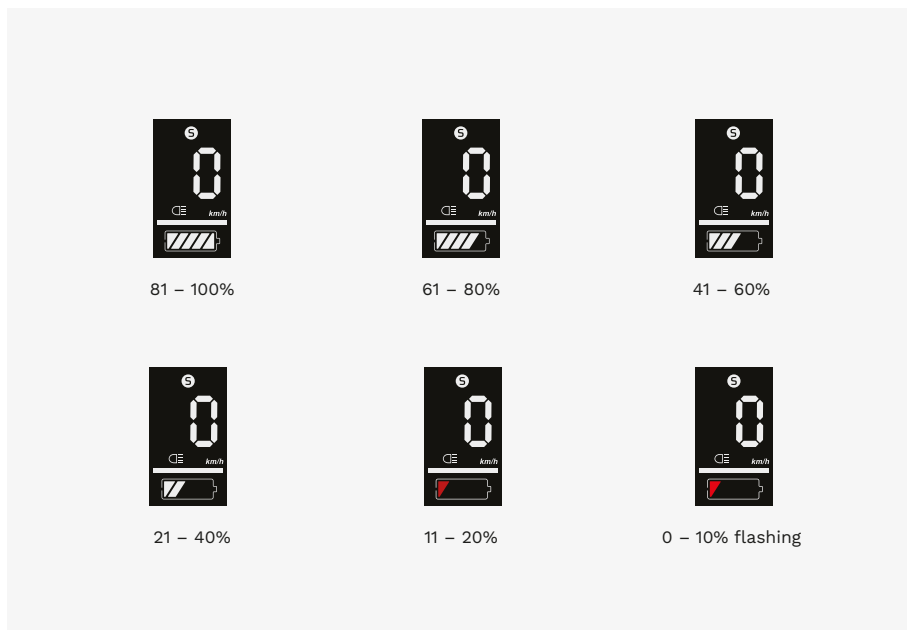 S
S
S
0
0
0
km/h
km/h
km/h
81 – 100%
61 – 80%
41 – 60%
S
S
S
0
0
0
km/h
km/h
km/h
21 – 40%
11 – 20%
0 – 10% flashing